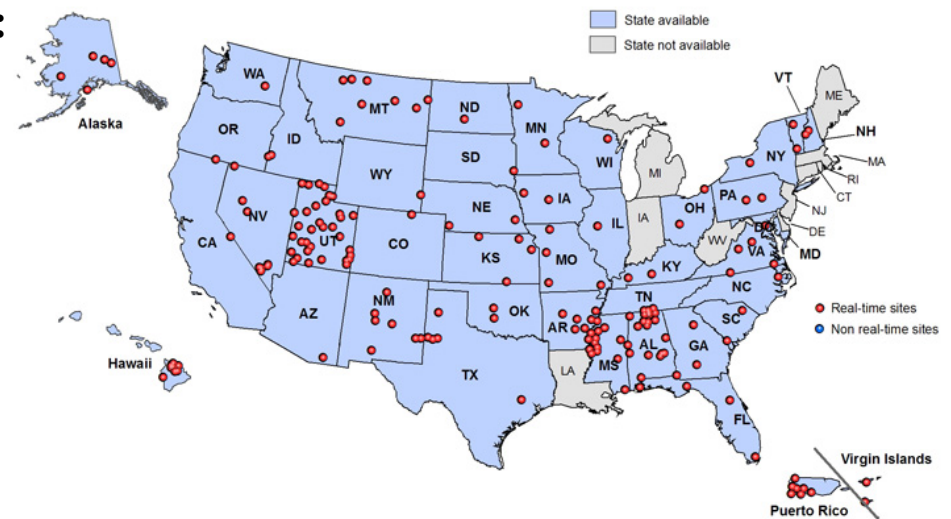 :
State available
State not available
Alaska
WA
MT
ND
MN
VT
ME
OR
ID
SD
WI
MI
NY
NH
MA
RI
CT
WY
NE
IA
IL
IA
OH
PA
NJ
DE
MD
CA
NV
UT
CO
KS
MO
KY
WV
VA
DC
AZ
NM
OK
AR
TN
NC
SC
TX
LA
MS
AL
GA
FL
Real-time sites
Non real-time sites
Hawaii
Virgin Islands
Puerto Rico